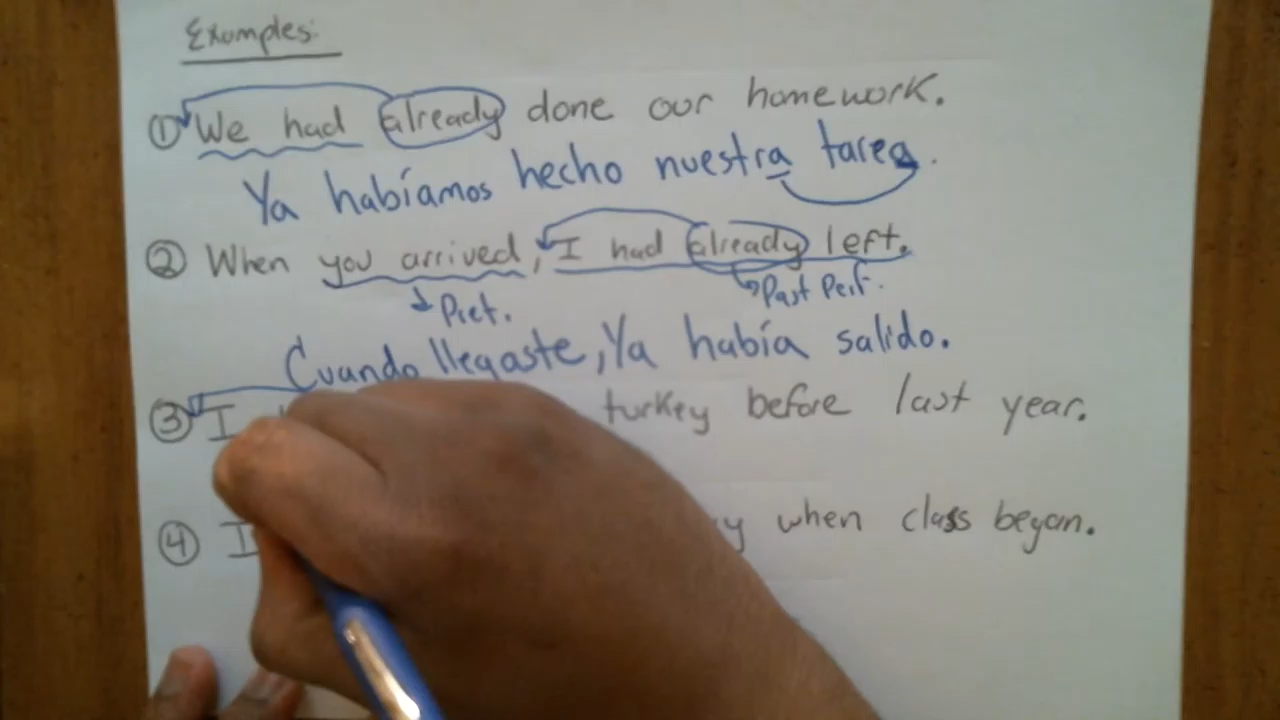 Examples:
① We had already done our homework.
Ya habíamos hecho nuestra tarea.
② When you arrived, I had already left.
Pret.
Past Perf.
Cuando llegaste, Ya había salido.
③ I turkey before last year.
④ I when class began.